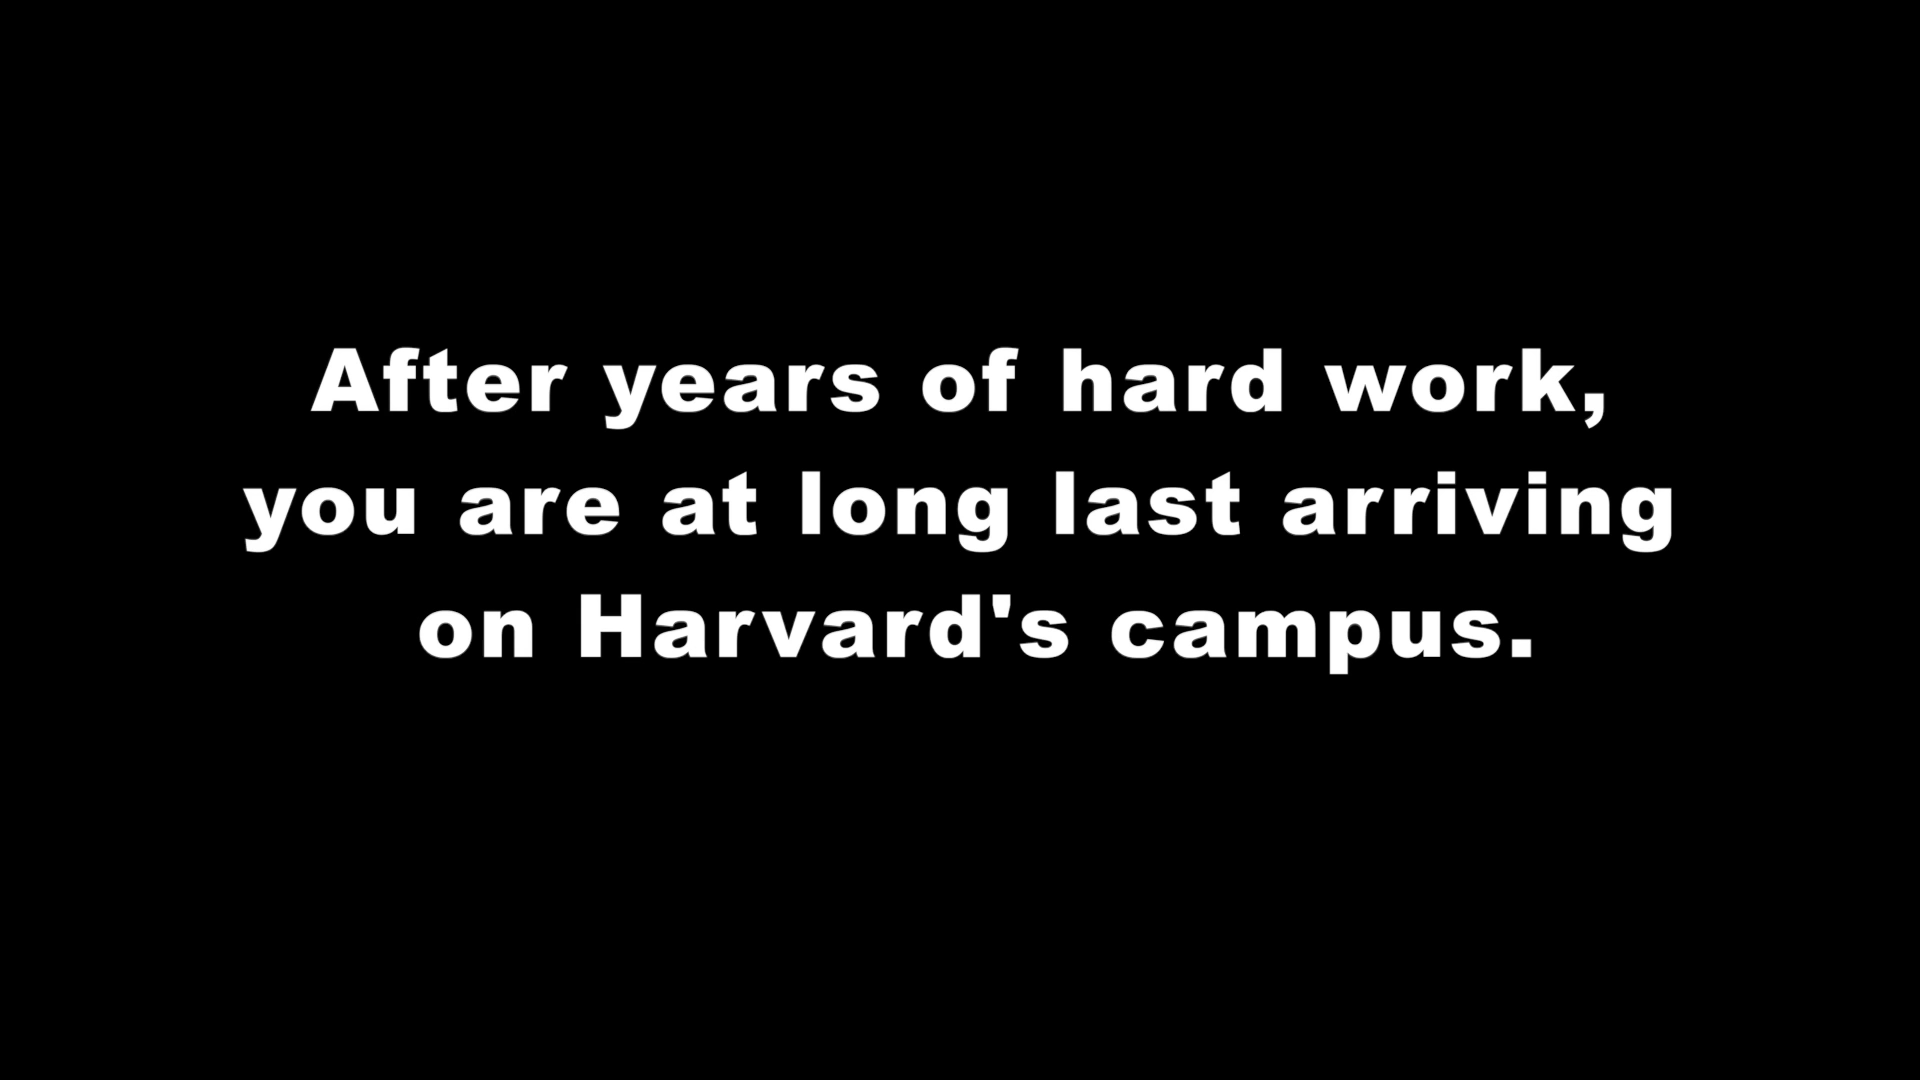 After years of hard work,
you are at long last arriving
on Harvard's campus.